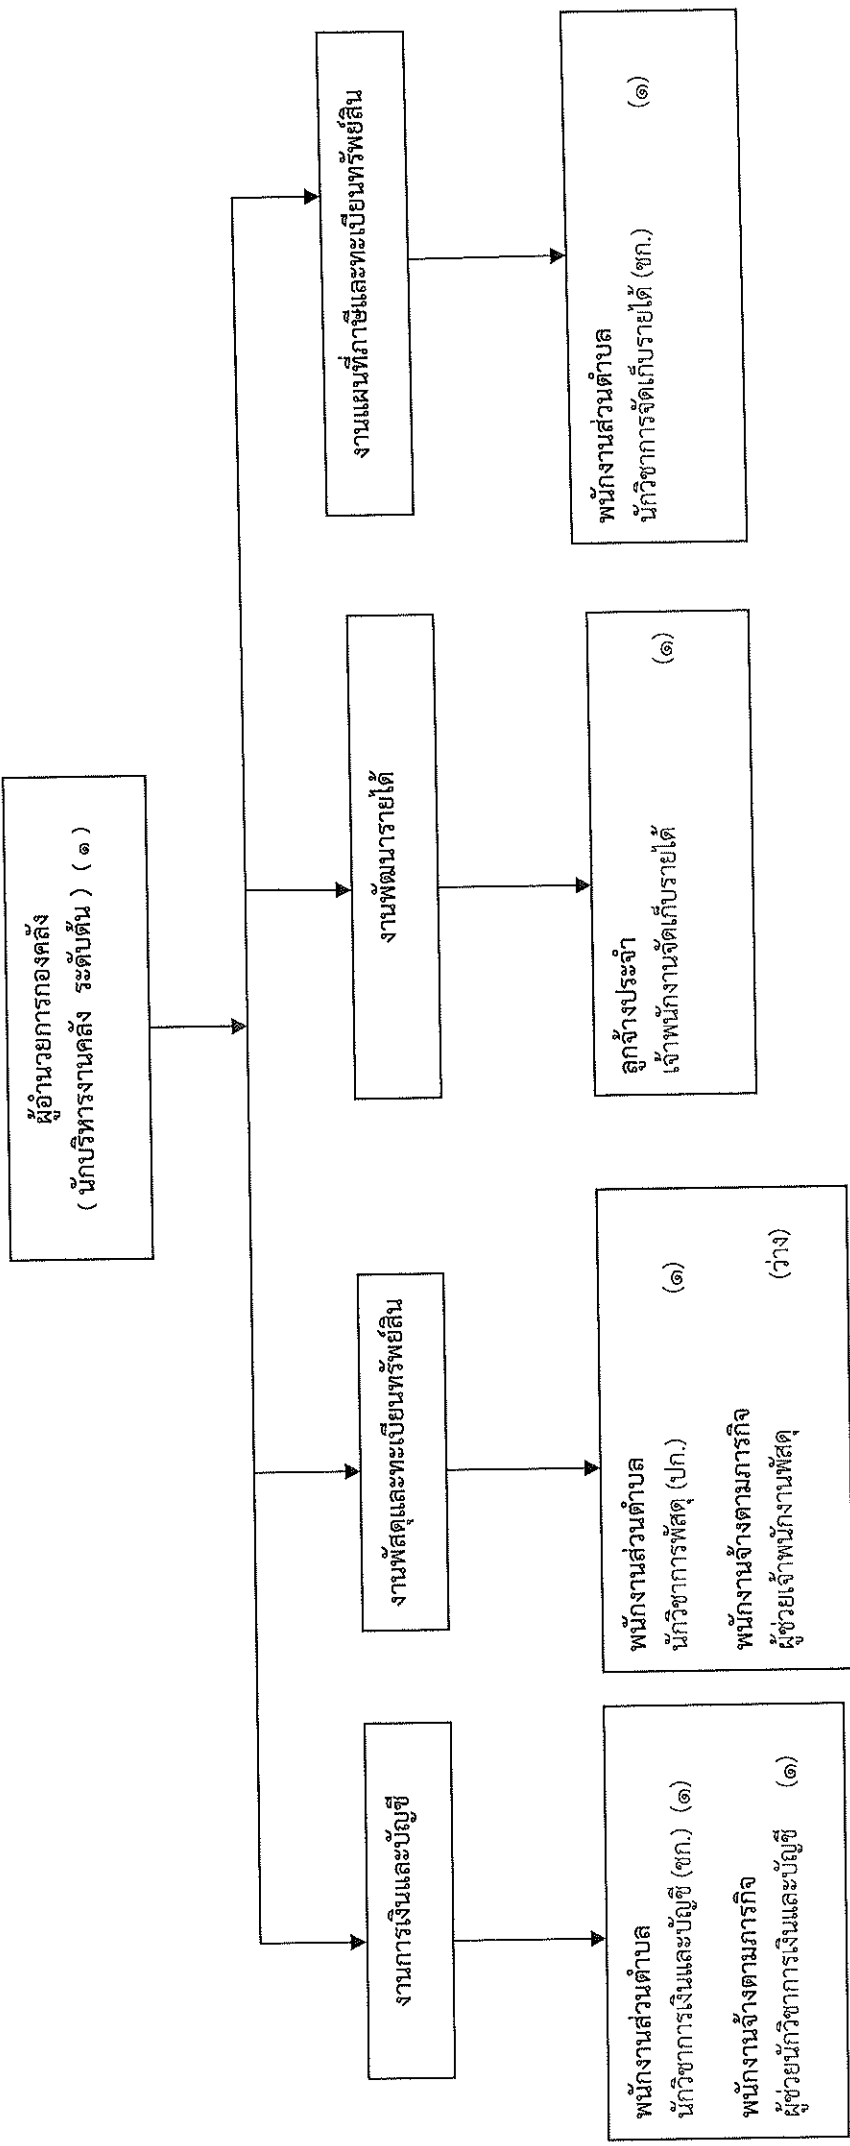 ผู้อำนวยการกองคลัง
( นักบริหารงานคลัง ระดับต้น ) ( ๑ )
งานการเงินและบัญชี
งานพัสดุและทะเบียนทรัพย์สิน
งานพัฒนารายได้
งานแผนที่ภาษีและทะเบียนทรัพย์สิน
พนักงานส่วนตำบล
นักวิชาการเงินและบัญชี (ชก.) (๑)
พนักงานจ้างตามภารกิจ
ผู้ช่วยนักวิชาการเงินและบัญชี (๑)
พนักงานส่วนตำบล
นักวิชาการพัสดุ (ปก.) (๑)
พนักงานจ้างตามภารกิจ
ผู้ช่วยเจ้าพนักงานพัสดุ (ว่าง)
ลูกจ้างประจำ
เจ้าพนักงานจัดเก็บรายได้ (๑)
พนักงานส่วนตำบล
นักวิชาการจัดเก็บรายได้ (ชก.) (๑)